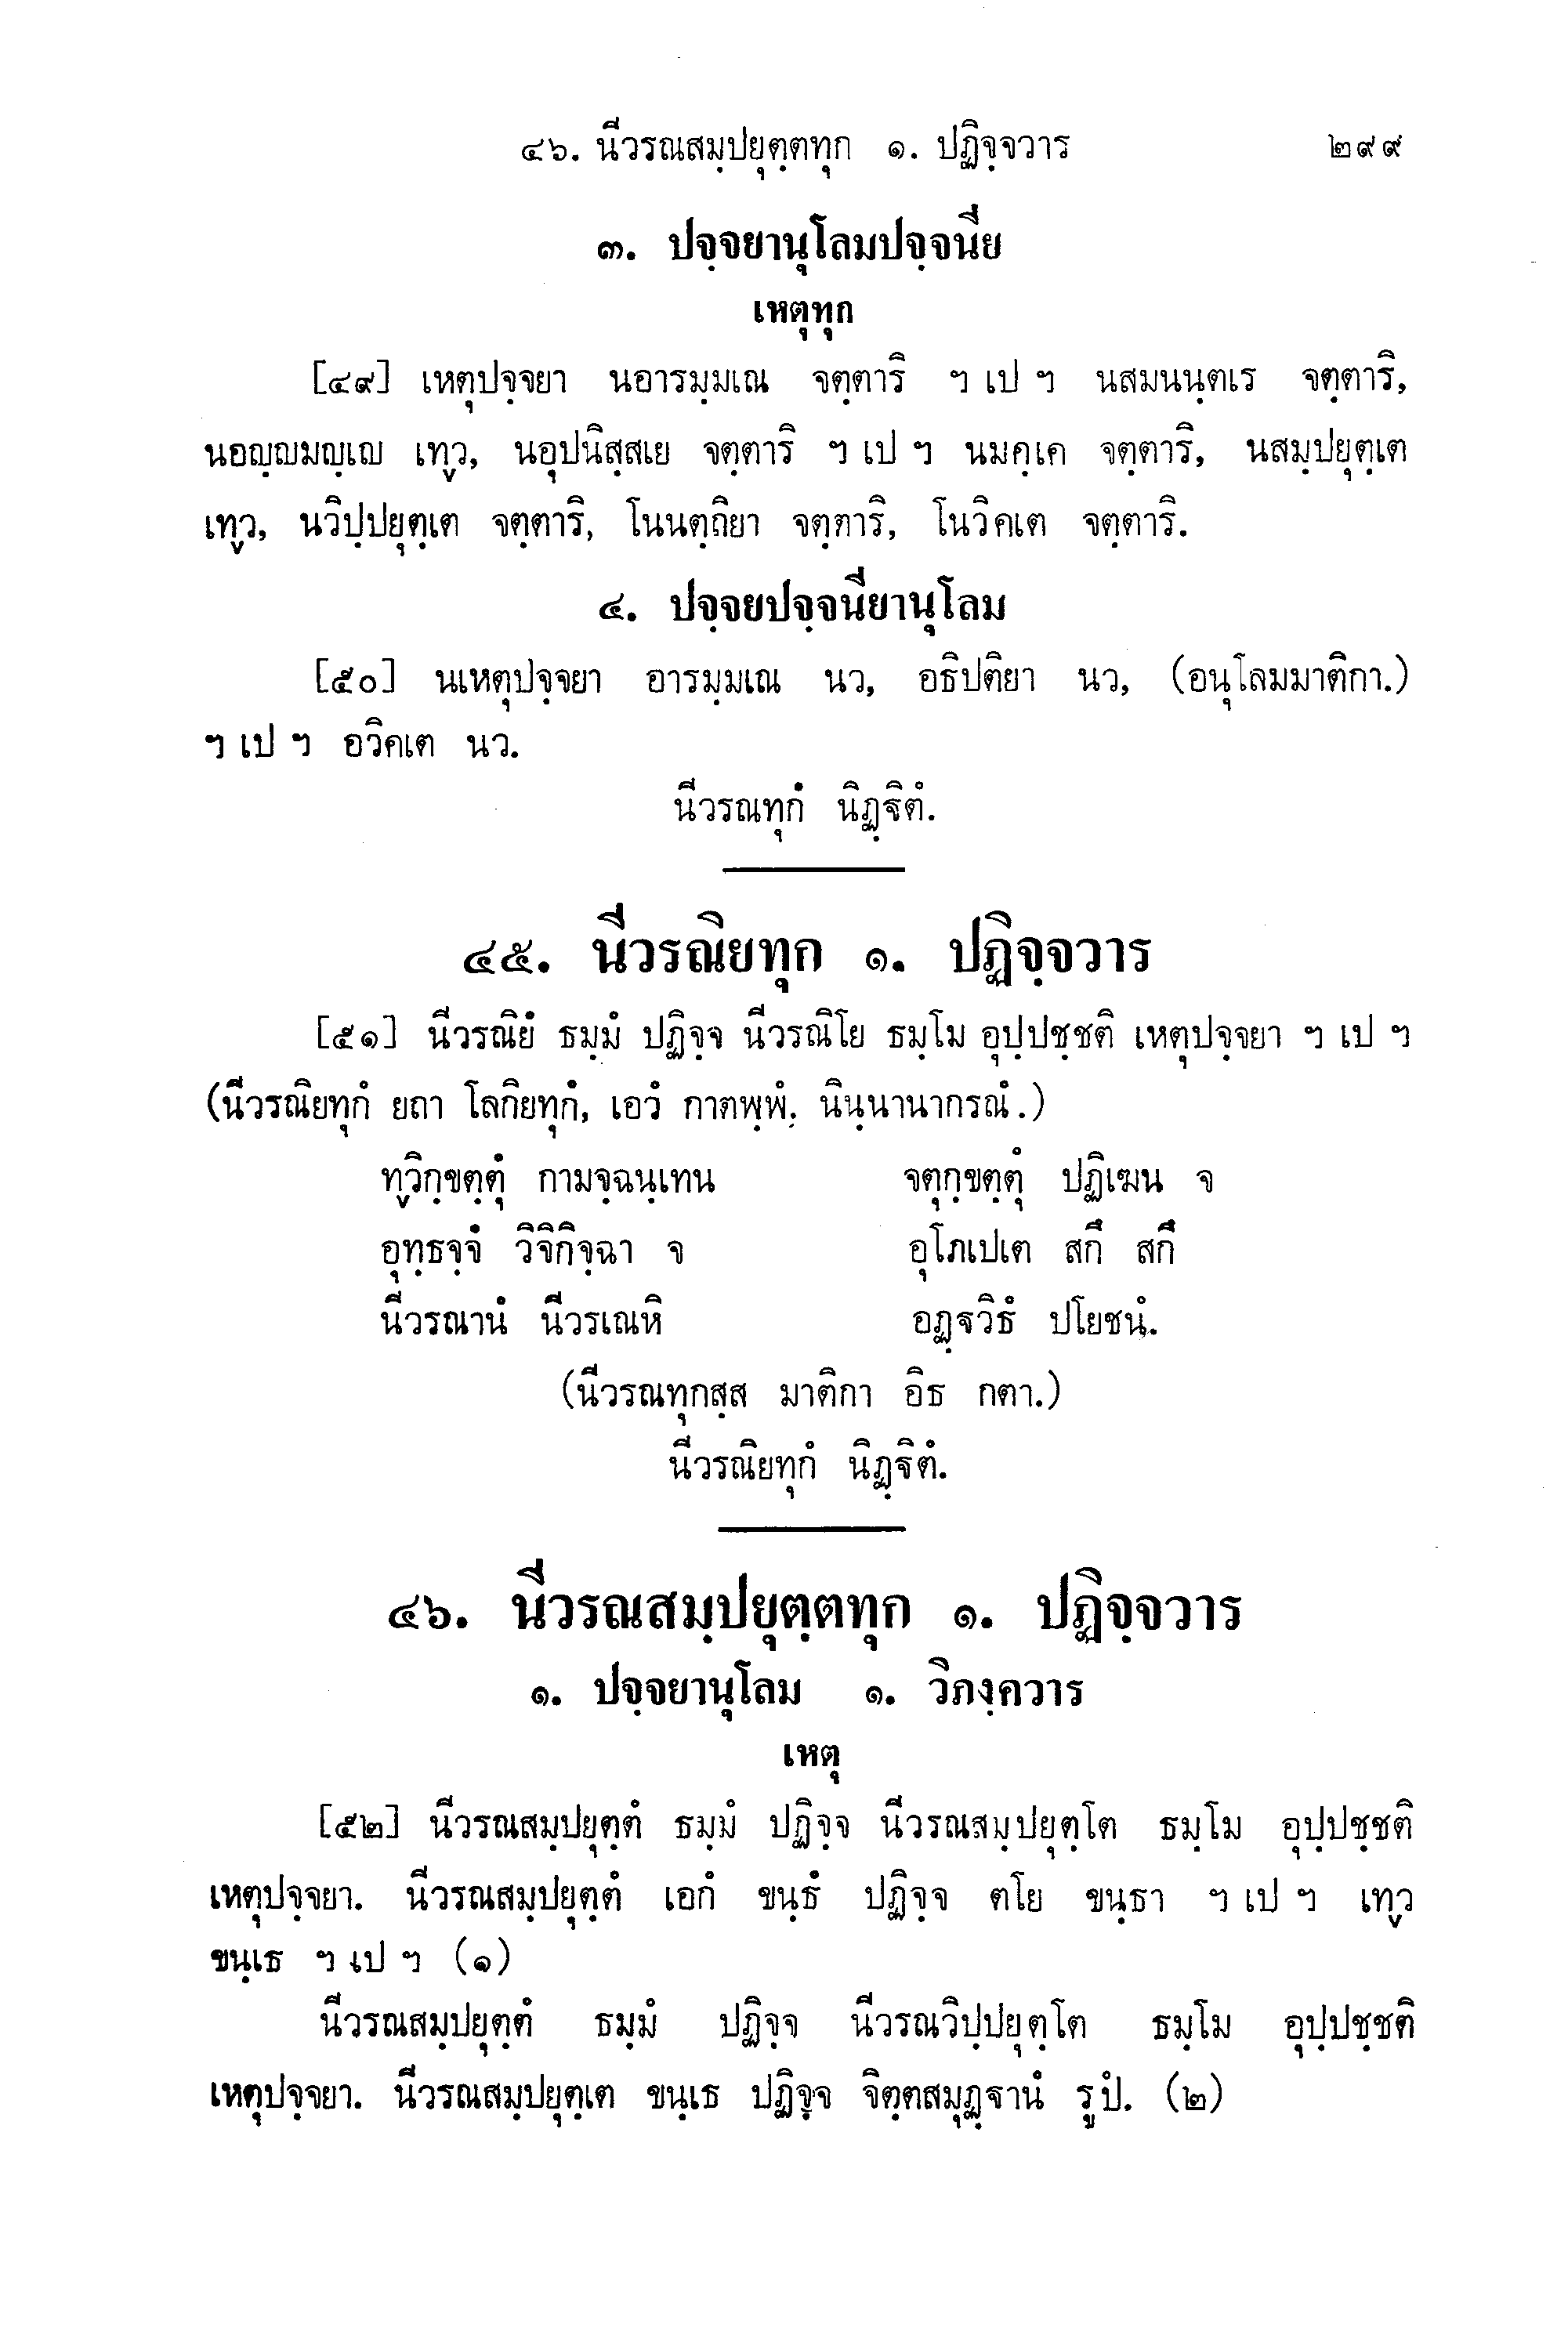 ๔๖. นีวรณสมฺปยุตฺตทุก ๑. ปฏิจฺจวาร ๒๙๙
๓. ปจฺจยานุโลมปจฺจนีย
เหตุทุก
[๔๙] เหตุปจฺจยา นอารมฺมเณ จตฺตาริ ฯ เป ฯ นสมนนฺตเร จตฺตาริ,
นอญฺญมญฺเญ เทฺว, นอุปนิสฺสเย จตฺตาริ ฯ เป ฯ นมคฺเค จตฺตาริ, นสมฺปยุตฺเต
เทฺว, นวิปฺปยุตฺเต จตฺตาริ, โนนตฺถิยา จตฺตาริ, โนวิคเต จตฺตาริ.
๔. ปจฺจยปจฺจนียานุโลม
[๕๐] นเหตุปจฺจยา อารมฺมเณ นว, อธิปติยา นว, (อนุโลมมาติกา.)
ฯ เป ฯ อวิคเต นว.
นีวรณทุกํ นิฏฺฐิตํ.
๔๕. นีวรณิยทุก ๑. ปฏิจฺจวาร
[๕๑] นีวรณิยํ ธมฺมํ ปฏิจฺจ นีวรณิโย ธมฺโม อุปฺปชฺชติ เหตุปจฺจยา ฯ เป ฯ
(นีวรณิยทุกํ ยถา โลกิยทุกํ, เอวํ กาตพฺพํ. นินฺนานากรณํ.)
ทฺวิกฺขตฺตุํ กามจฺฉนฺเทน จตุกฺขตฺตุํ ปฏิเฆน จ
อุทฺธจฺจํ วิจิกิจฺฉา จ อุโภเปเต สกึ สกึ
นีวรณานํ นีวรเณหิ อฏฺฐวิธํ ปโยชนํ.
(นีวรณทุกสฺส มาติกา อิธ กตา.)
นีวรณิยทุกํ นิฏฺฐิตํ.
๔๖. นีวรณสมฺปยุตฺตทุก ๑. ปฏิจฺจวาร
๑. ปจฺจยานุโลม ๑. วิภงฺควาร
เหตุ
[๕๒] นีวรณสมฺปยุตฺตํ ธมฺมํ ปฏิจฺจ นีวรณสมฺปยุตฺโต ธมฺโม อุปฺปชฺชติ
เหตุปจฺจยา. นีวรณสมฺปยุตฺตํ เอกํ ขนฺธํ ปฏิจฺจ ตโย ขนฺธา ฯ เป ฯ เทฺว
ขนฺเธ ฯ เป ฯ (๑)
นีวรณสมฺปยุตฺตํ ธมฺมํ ปฏิจฺจ นีวรณวิปฺปยุตฺโต ธมฺโม อุปฺปชฺชติ
เหตุปจฺจยา. นีวรณสมฺปยุตฺเต ขนฺเธ ปฏิจฺจ จิตฺตสมุฏฺฐานํ รูปํ. (๒)